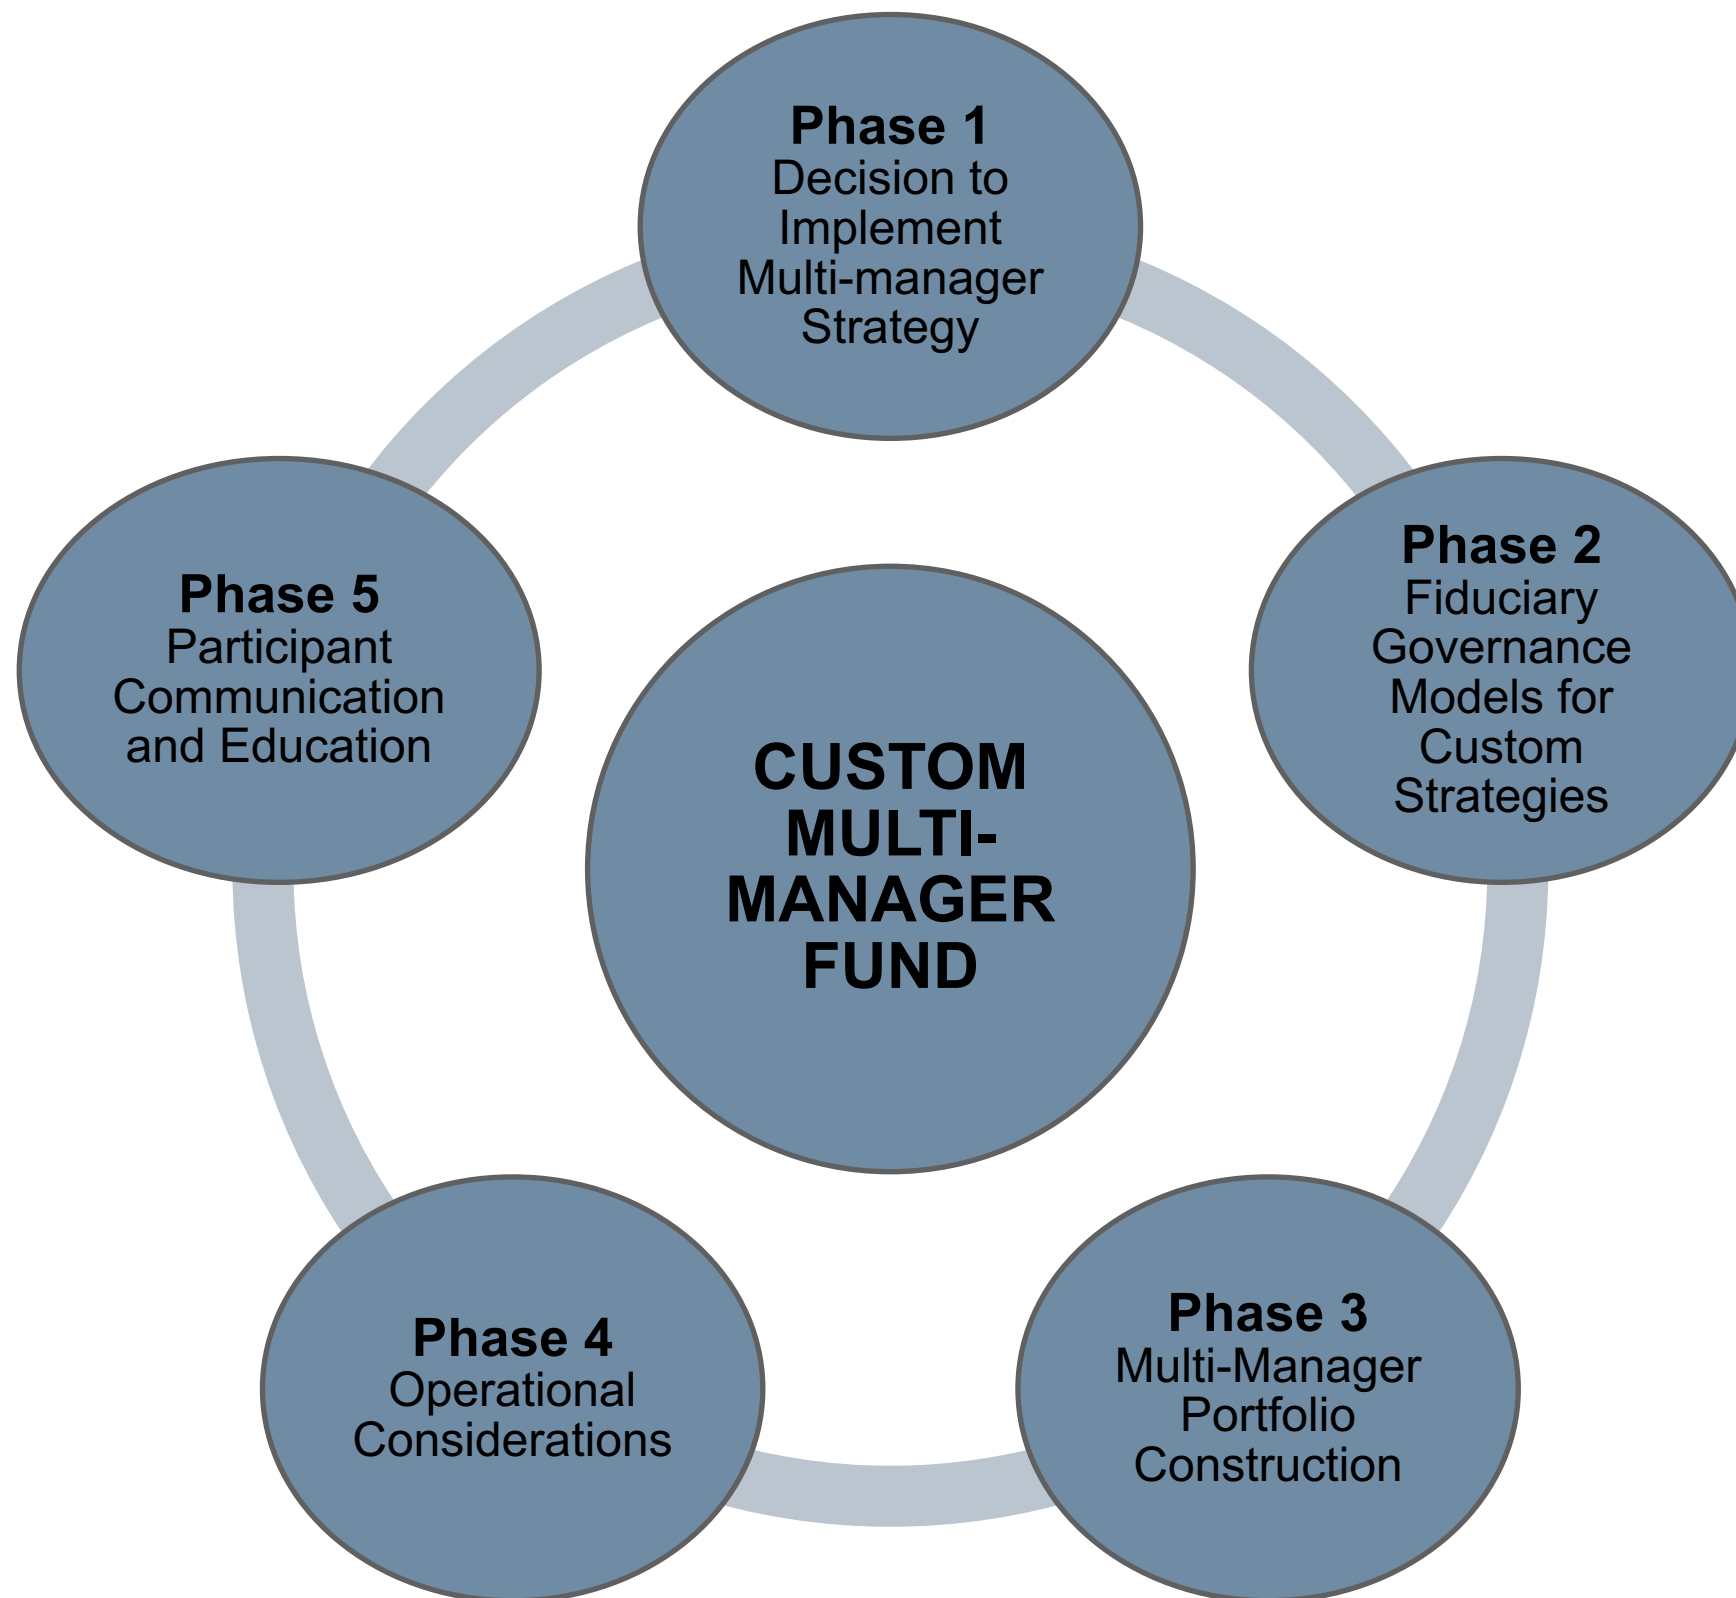 Phase 1
Decision to
Implement
Multi-manager
Strategy
Phase 2
Fiduciary
Governance
Models for
Custom
Strategies
Phase 3
Multi-Manager
Portfolio
Construction
Phase 4
Operational
Considerations
Phase 5
Participant
Communication
and Education
CUSTOM
MULTI-
MANAGER
FUND